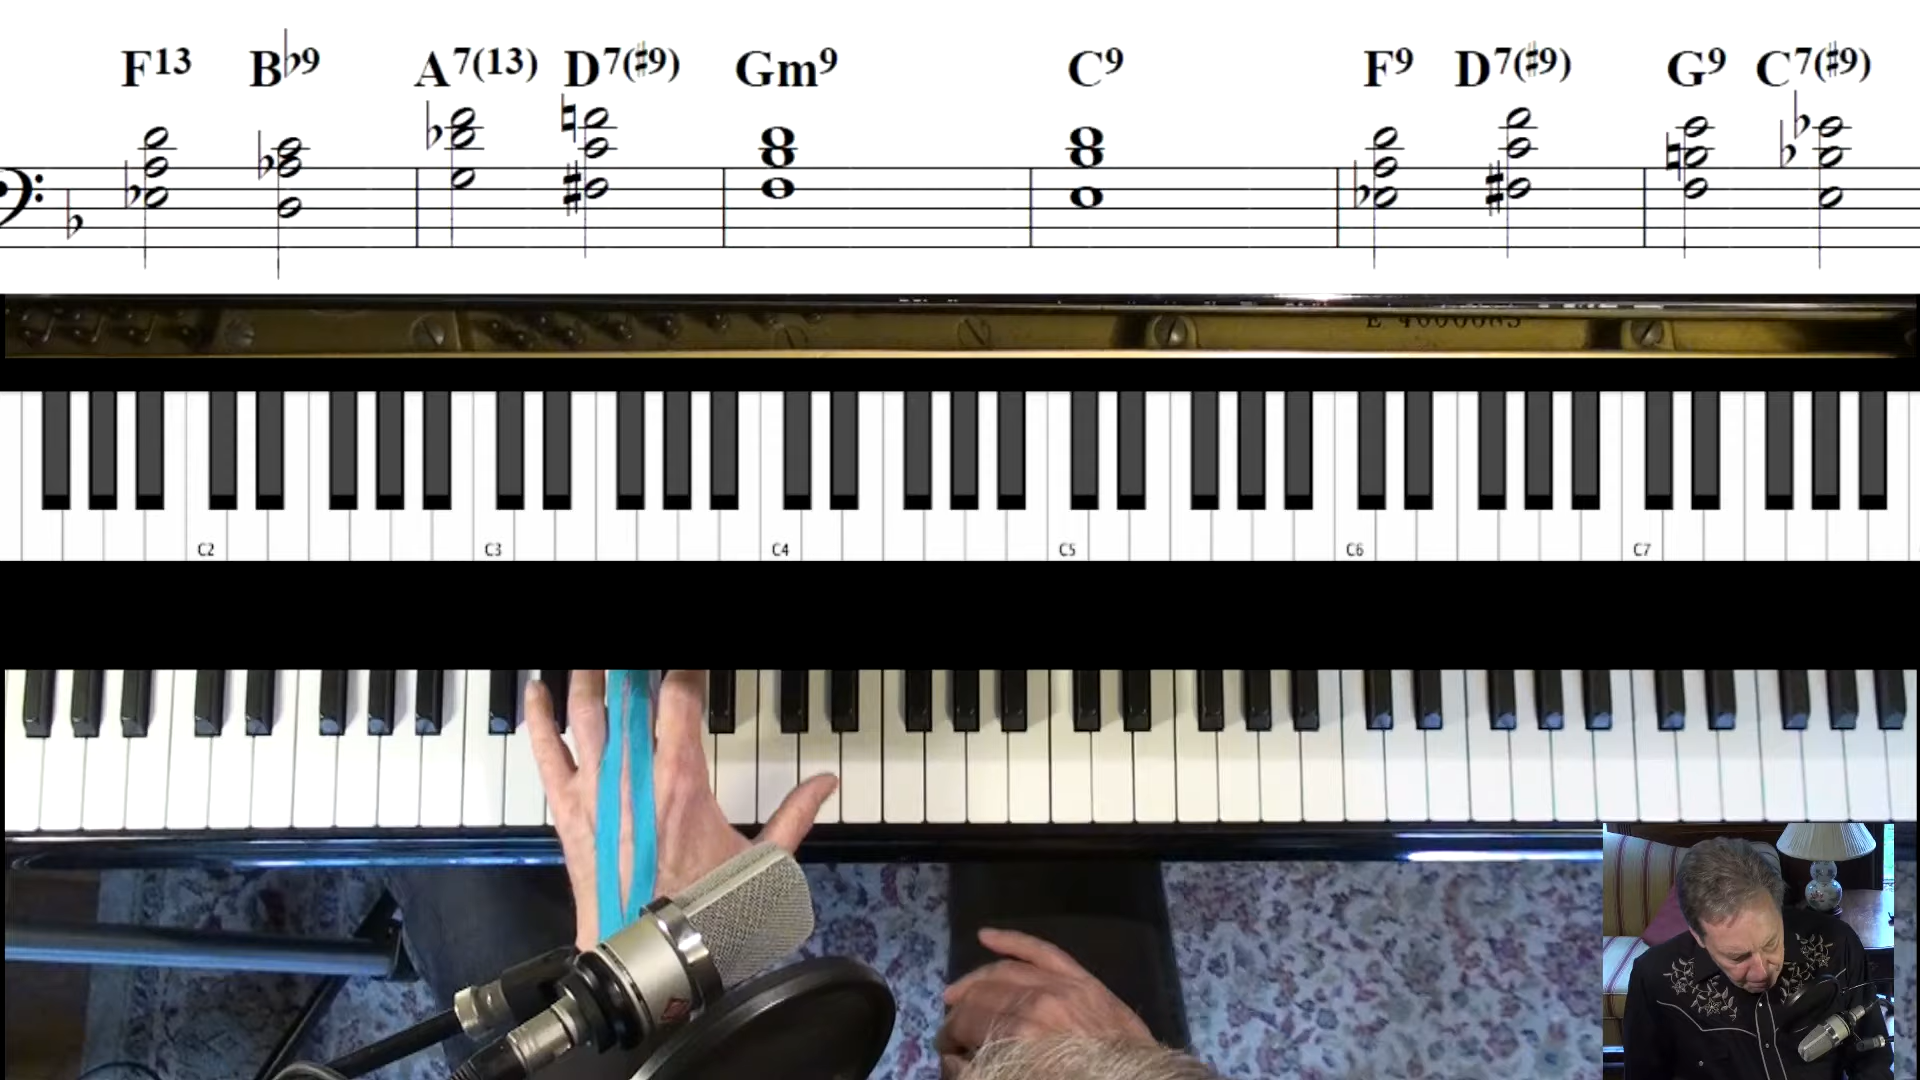 F13 B♭9 A7(13) D7(♯9) Gm9 C9 F9 D7(♯9) G9 C7(♯9)
C2 C3 C4 C5 C6 C7